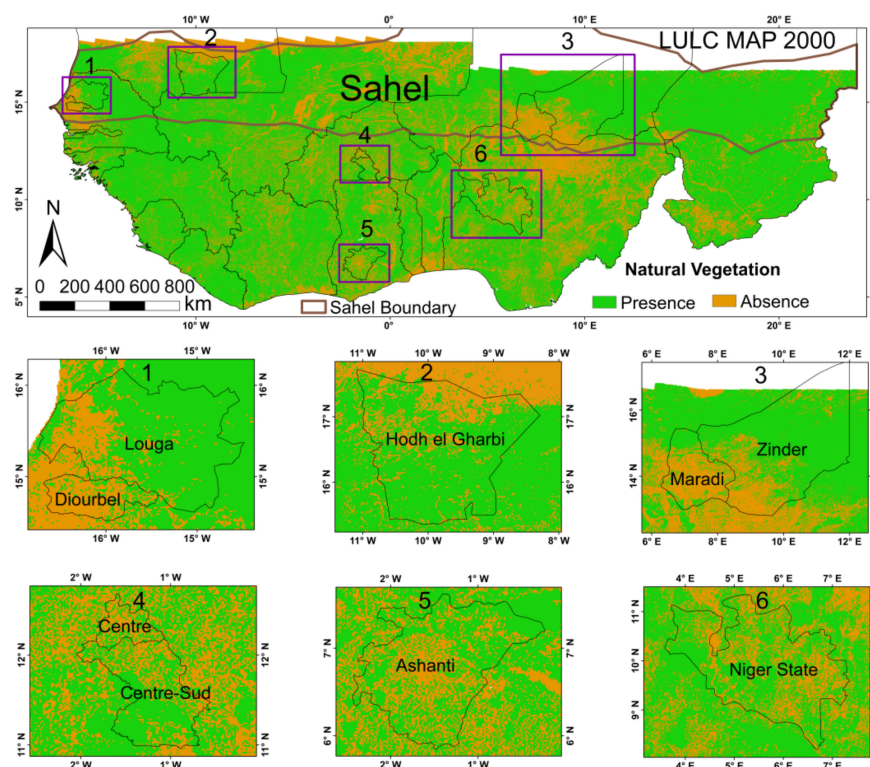 10° W 0° 10° E 20° E
LULC MAP 2000
1
2
3
Sahel
4
5
6
15° N
10° N
5° N
N
0 200 400 600 800
km
Sahel Boundary
Natural Vegetation
Presence
Absence
10° W 0° 10° E 20° E
16° W 15° W
1
16° N
15° N
Louga
Diourbel
16° N
15° N
16° W 15° W
11° W 10° W 9° W 8° W
2
Hodh el Gharbi
17° N
16° N
17° N
16° N
11° W 10° W 9° W 8° W
6° E 8° E 10° E 12° E
3
Zinder
Maradi
16° N
14° N
16° N
14° N
6° E 8° E 10° E 12° E
2° W 1° W
4
Centre
Centre-Sud
12° N
11° N
12° N
11° N
2° W 1° W
2° W 1° W
5
Ashanti
7° N
6° N
7° N
6° N
2° W 1° W
4° E 5° E 6° E 7° E
6
Niger State
11° N
10° N
9° N
11° N
10° N
9° N
4° E 5° E 6° E 7° E